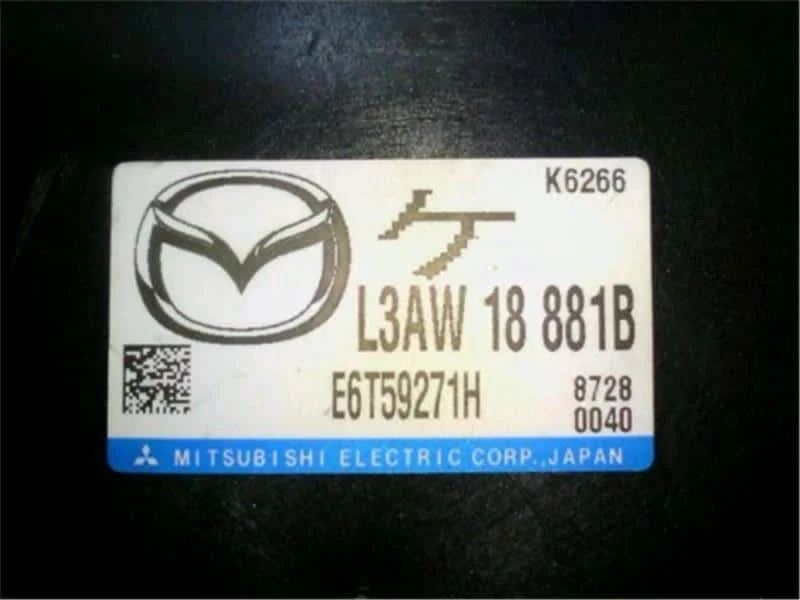 K6266
ケ
L3AW 18 881B
E6T59271H
8728
0040
MITSUBISHI ELECTRIC CORP.,JAPAN